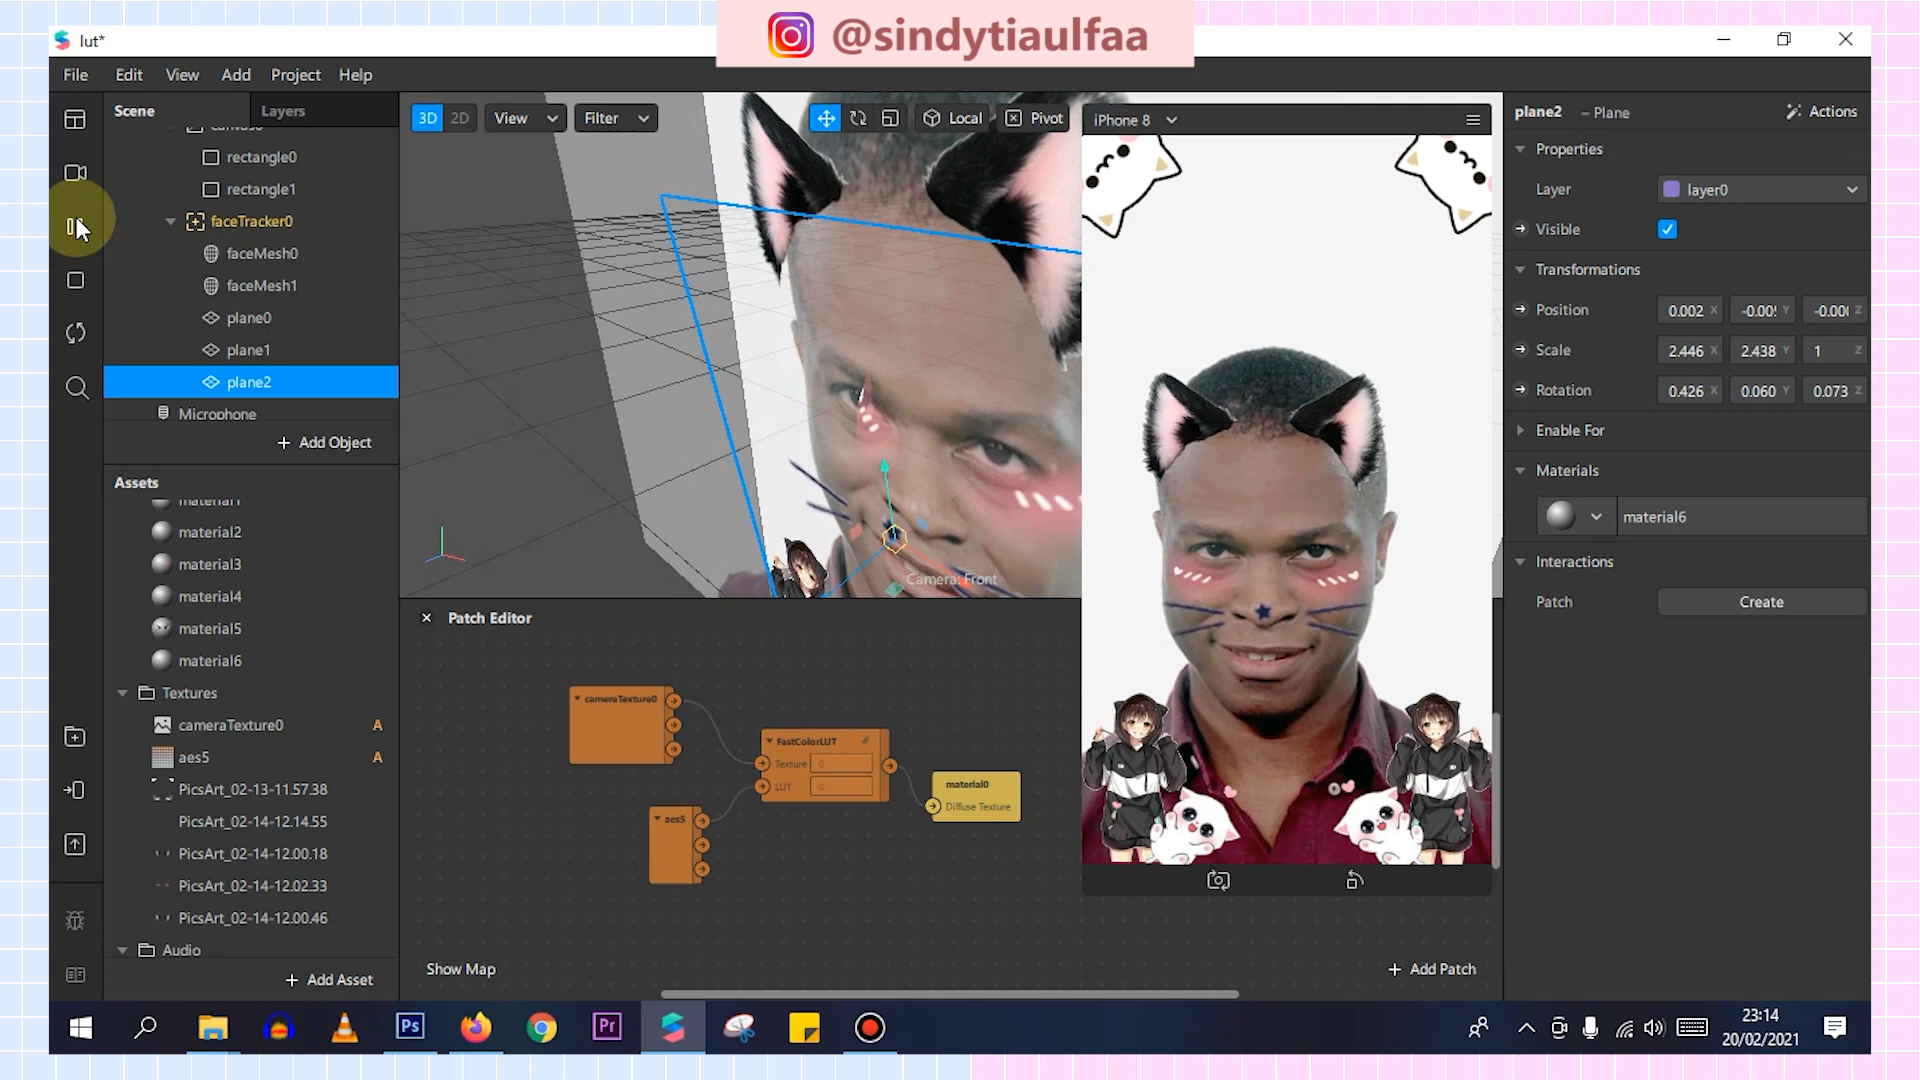 @sindytiaulfaa
lut*
File Edit View Add Project Help
Scene Layers
rectangle0
rectangle1
faceTracker0
faceMesh0
faceMesh1
plane0
plane1
plane2
Microphone
+ Add Object
Assets
material1
material2
material3
material4
material5
material6
Textures
cameraTexture0 A
aes5 A
PicsArt_02-13-11.57.38
PicsArt_02-14-12.14.55
PicsArt_02-14-12.00.18
PicsArt_02-14-12.02.33
PicsArt_02-14-12.00.46
Audio
+ Add Asset
3D 2D View Filter Local Pivot
Camera: Front
Patch Editor
cameraTexture0
FastColorLUT
Texture 0
LUT 0
aes5
material0
Diffuse Texture
Show Map
+ Add Patch
iPhone 8
plane2 – Plane Actions
Properties
Layer layer0
Visible
Transformations
Position 0.002 X Y Z
Scale 2.446 X 2.438 Y 1 Z
Rotation 0.426 X 0.060 Y 0.073 Z
Enable For
Materials
material6
Interactions
Patch Create
Ps
Pr
23:14
20/02/2021